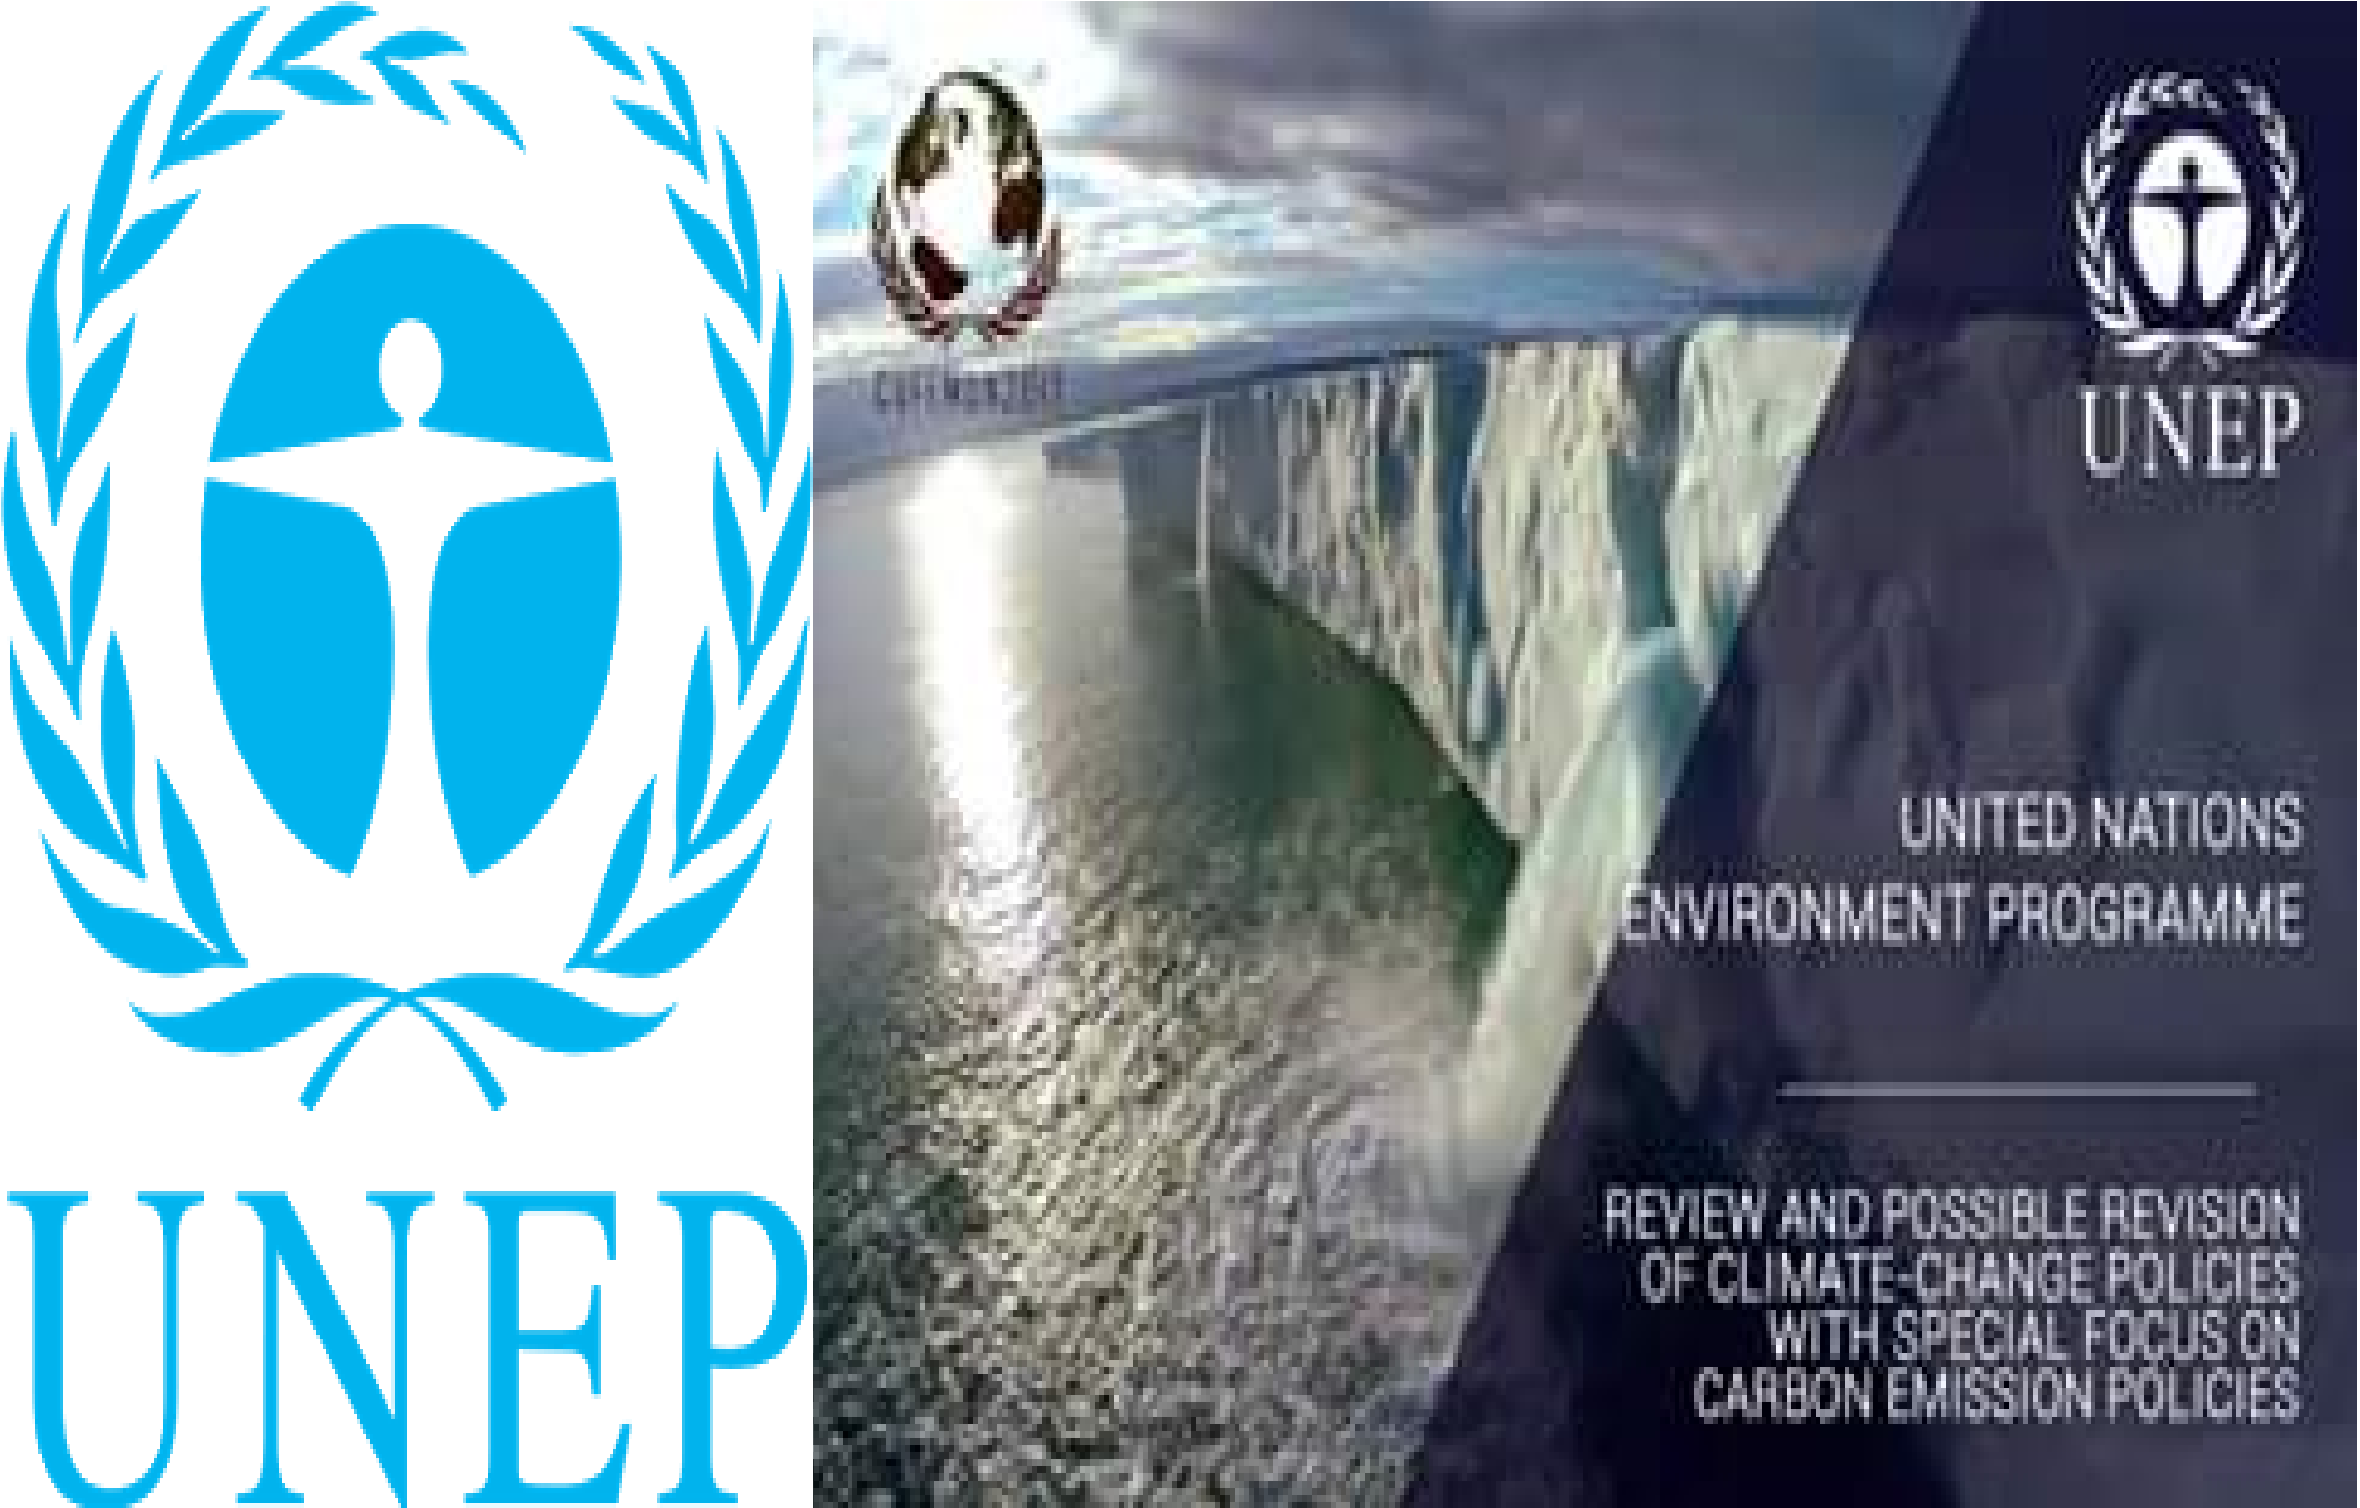 UNEP
UNEP
UNITED NATIONS
ENVIRONMENT PROGRAMME
REVIEW AND POSSIBLE REVISION
OF CLIMATE-CHANGE POLICIES
WITH SPECIAL FOCUS ON
CARBON EMISSION POLICIES